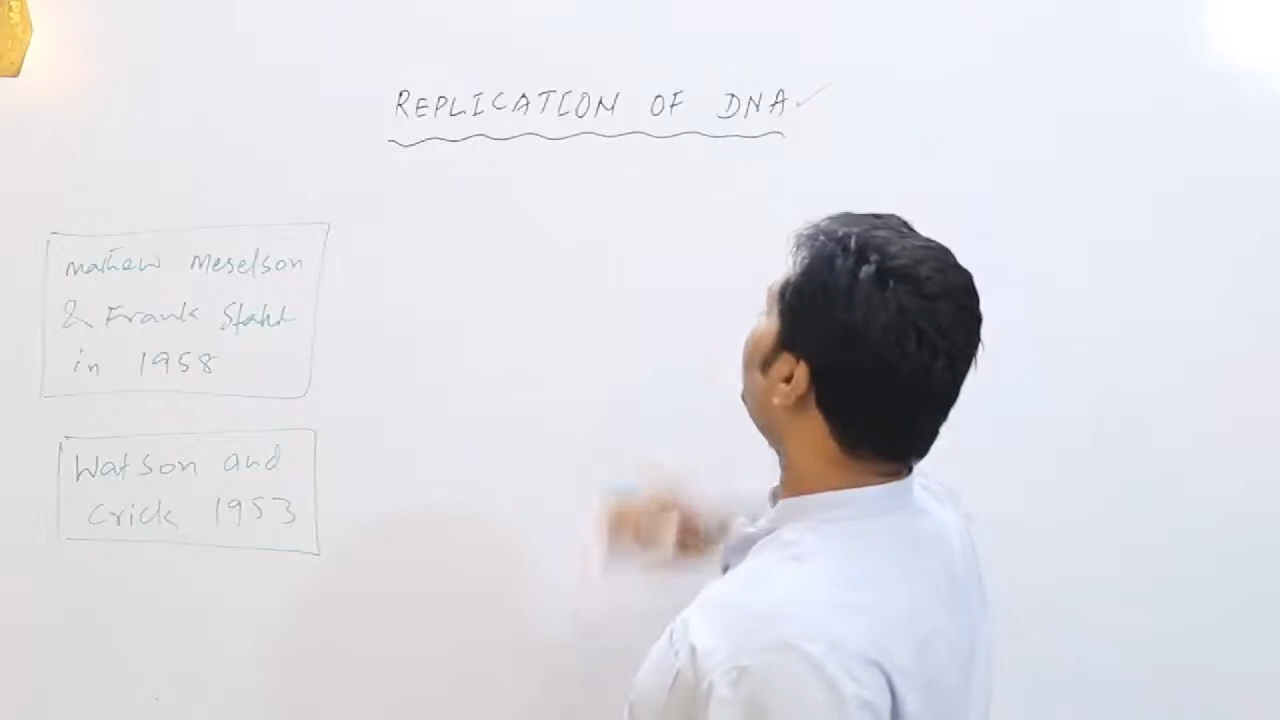 REPLICATION OF DNA
mathew Meselson
& Frank Stahl
in 1958
Watson and
Crick 1953